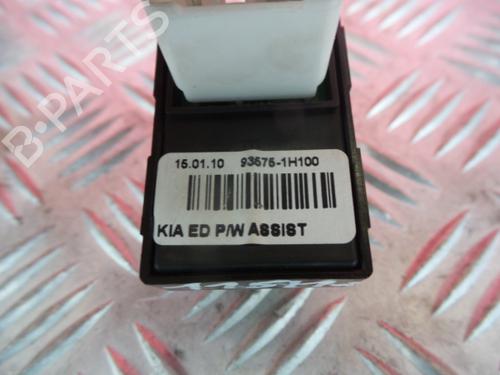 B-PARTS
15.01.10 93575-1H100
KIA ED P/W ASSIST